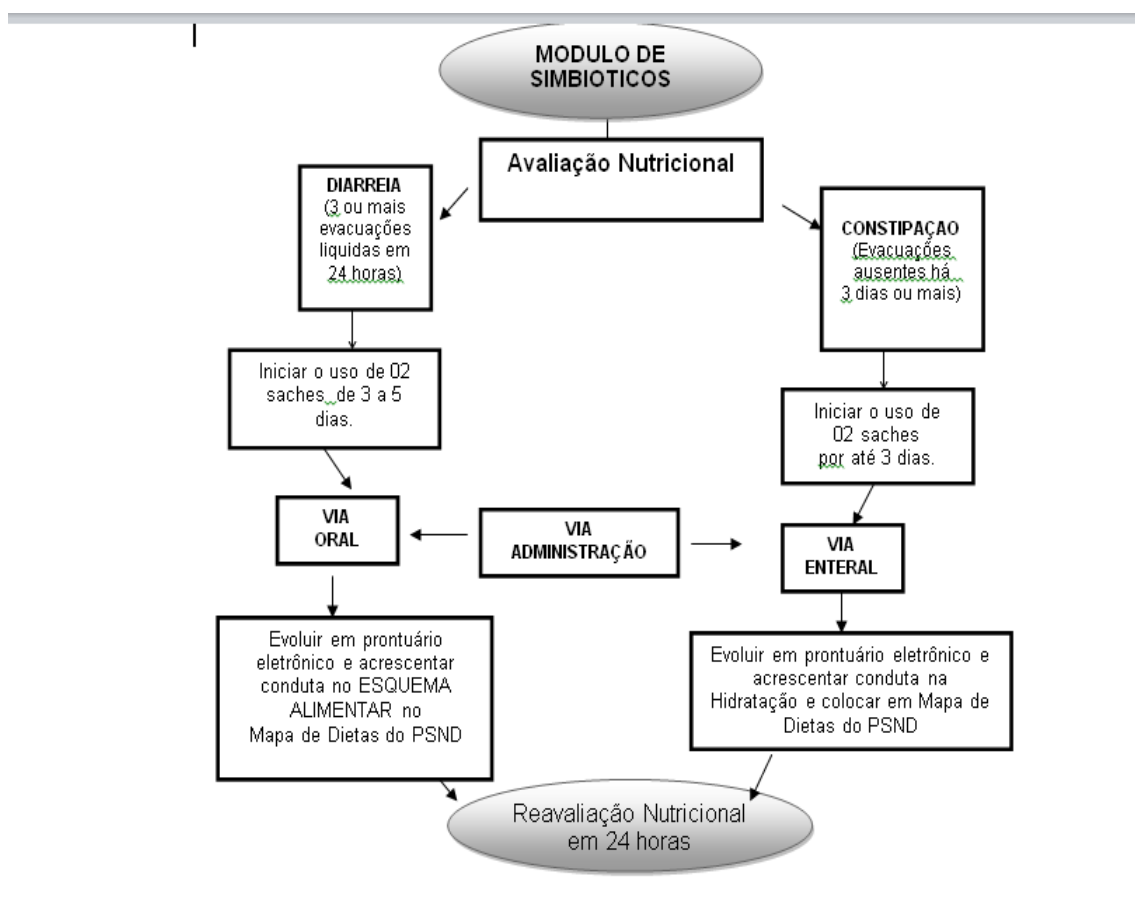 MODULO DE
SIMBIOTICOS
Avaliação Nutricional
DIARREIA
(3 ou mais
evacuações
liquidas em
24 horas)
CONSTIPAÇAO
(Evacuações
ausentes há
3 dias ou mais)
Iniciar o uso de 02
saches de 3 a 5
dias.
Iniciar o uso de
02 saches
por até 3 dias.
VIA
ORAL
VIA
ADMINISTRAÇÃO
VIA
ENTERAL
Evoluir em prontuário
eletrônico e acrescentar
conduta no ESQUEMA
ALIMENTAR no
Mapa de Dietas do PSND
Evoluir em prontuário eletrônico e
acrescentar conduta na
Hidratação e colocar em Mapa de
Dietas do PSND
Reavaliação Nutricional
em 24 horas